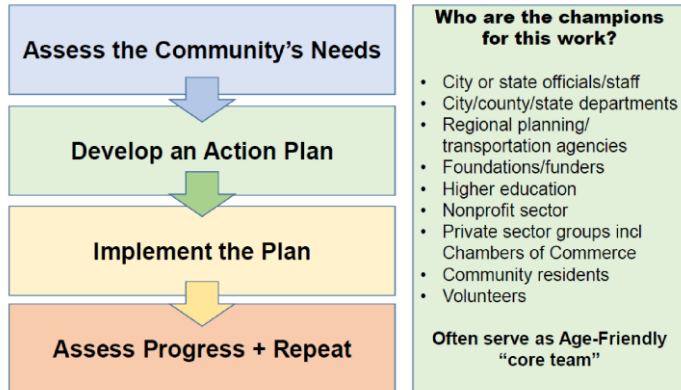 Assess the Community's Needs
Develop an Action Plan
Implement the Plan
Assess Progress + Repeat
Who are the champions
for this work?
• City or state officials/staff
• City/county/state departments
• Regional planning/
transportation agencies
• Foundations/funders
• Higher education
• Nonprofit sector
• Private sector groups incl
Chambers of Commerce
• Community residents
• Volunteers
Often serve as Age-Friendly
“core team”